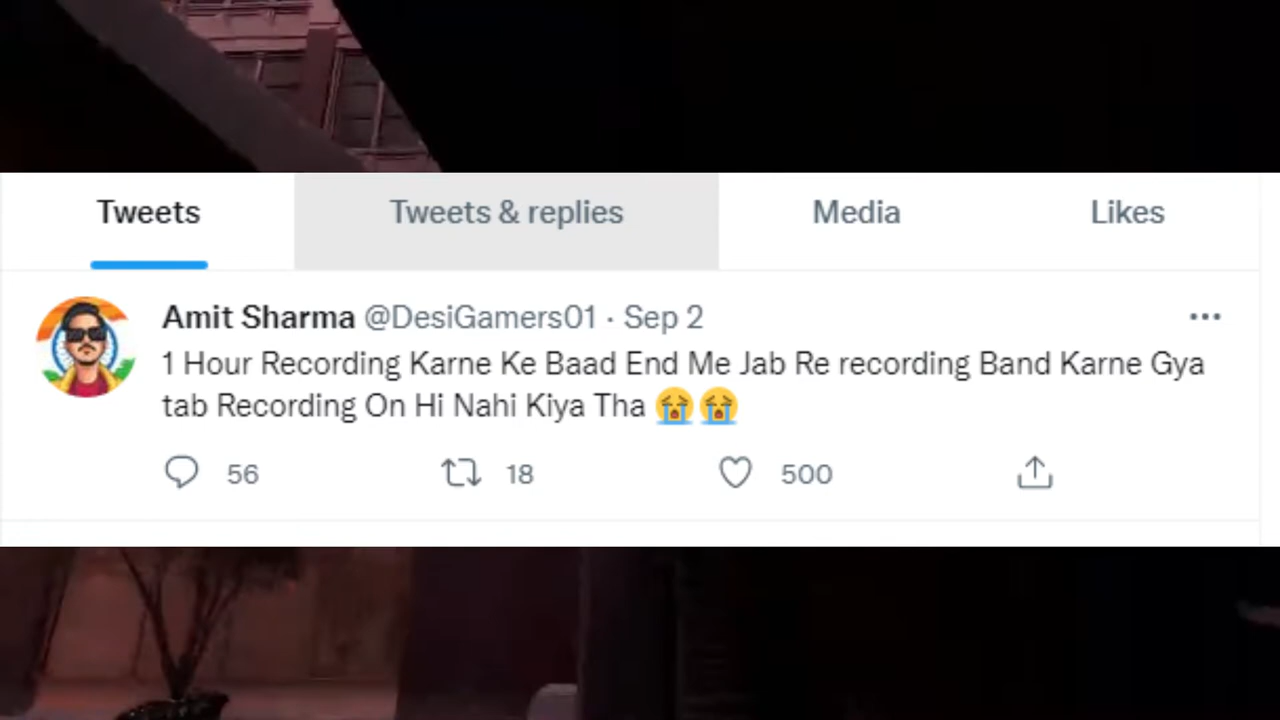 Tweets
Tweets & replies
Media
Likes
Amit Sharma @DesiGamers01 · Sep 2
1 Hour Recording Karne Ke Baad End Me Jab Re recording Band Karne Gya
tab Recording On Hi Nahi Kiya Tha 😭😭
56
18
500